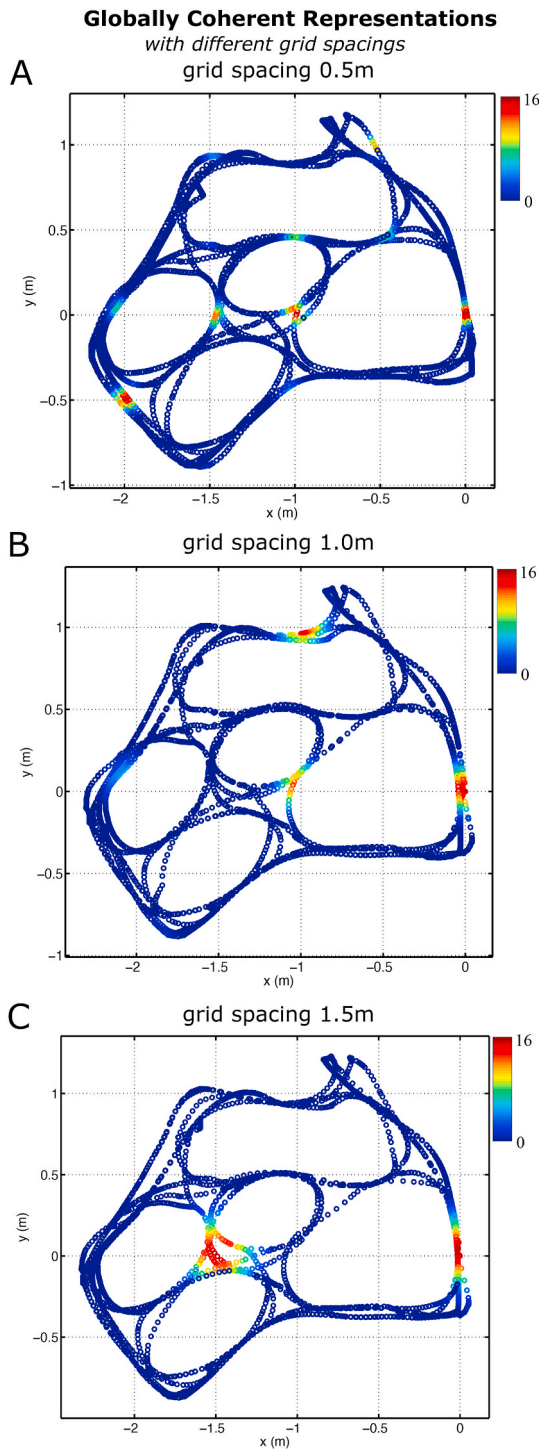 Globally Coherent Representations
with different grid spacings
A
grid spacing 0.5m
16
0
1
0.5
0
−0.5
−1
y (m)
−2
−1.5
−1
−0.5
0
x (m)
B
grid spacing 1.0m
16
0
1
0.5
0
−0.5
−1
y (m)
−2
−1.5
−1
−0.5
0
x (m)
C
grid spacing 1.5m
16
0
1
0.5
0
−0.5
y (m)
−2
−1.5
−1
−0.5
0
x (m)